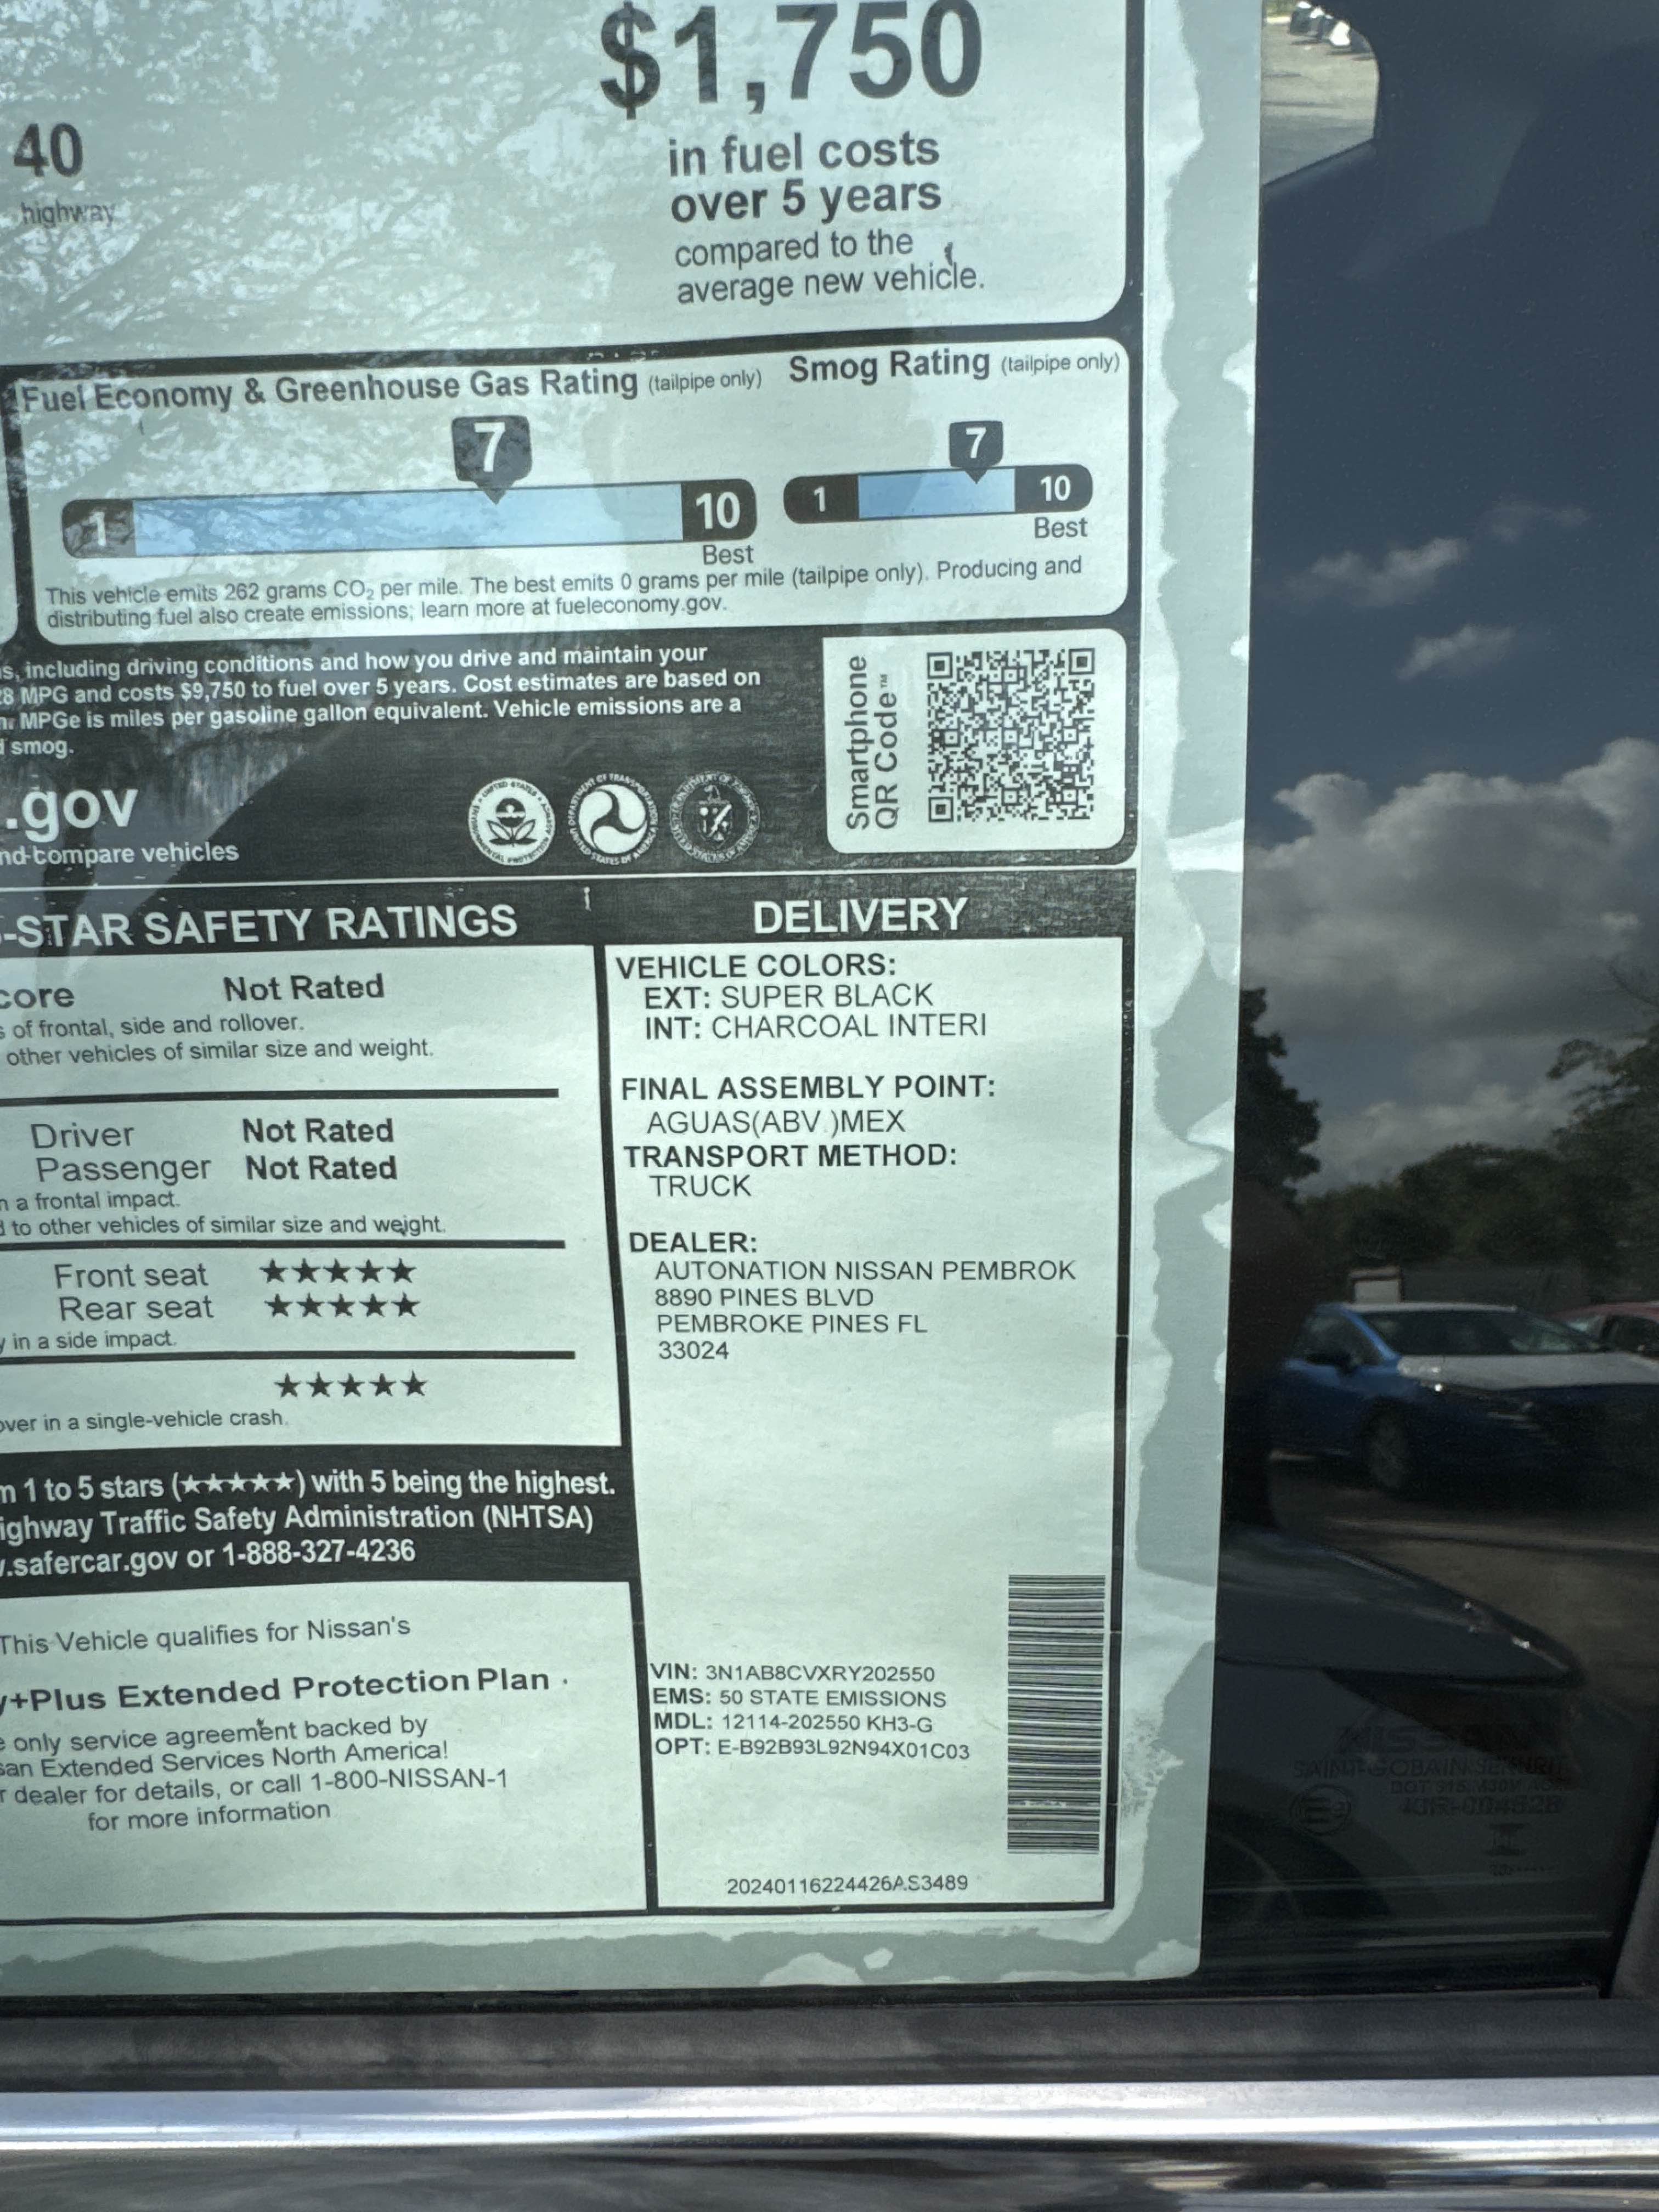 $1,750
in fuel costs
over 5 years
compared to the
average new vehicle.
40
highway
Fuel Economy & Greenhouse Gas Rating (tailpipe only)
7
1
10
Best
Smog Rating (tailpipe only)
7
1
10
Best
This vehicle emits 262 grams CO₂ per mile. The best emits 0 grams per mile (tailpipe only). Producing and
distributing fuel also create emissions; learn more at fueleconomy.gov.
s, including driving conditions and how you drive and maintain your
8 MPG and costs $9,750 to fuel over 5 years. Cost estimates are based on
MPGe is miles per gasoline gallon equivalent. Vehicle emissions are a
smog.
Smartphone
QR Code™
.gov
nd compare vehicles
-STAR SAFETY RATINGS
core Not Rated
of frontal, side and rollover.
other vehicles of similar size and weight.
Driver Not Rated
Passenger Not Rated
a frontal impact.
to other vehicles of similar size and weight.
Front seat ★★★★★
Rear seat ★★★★★
in a side impact.
★★★★★
over in a single-vehicle crash.
m 1 to 5 stars (★★★★★) with 5 being the highest.
ighway Traffic Safety Administration (NHTSA)
.safercar.gov or 1-888-327-4236
This Vehicle qualifies for Nissan's
y+Plus Extended Protection Plan
only service agreement backed by
san Extended Services North America!
r dealer for details, or call 1-800-NISSAN-1
for more information
DELIVERY
VEHICLE COLORS:
EXT: SUPER BLACK
INT: CHARCOAL INTERI
FINAL ASSEMBLY POINT:
AGUAS(ABV.)MEX
TRANSPORT METHOD:
TRUCK
DEALER:
AUTONATION NISSAN PEMBROK
8890 PINES BLVD
PEMBROKE PINES FL
33024
VIN: 3N1AB8CVXRY202550
EMS: 50 STATE EMISSIONS
MDL: 12114-202550 KH3-G
OPT: E-B92B93L92N94X01C03
20240116224426AS3489
NISSAN